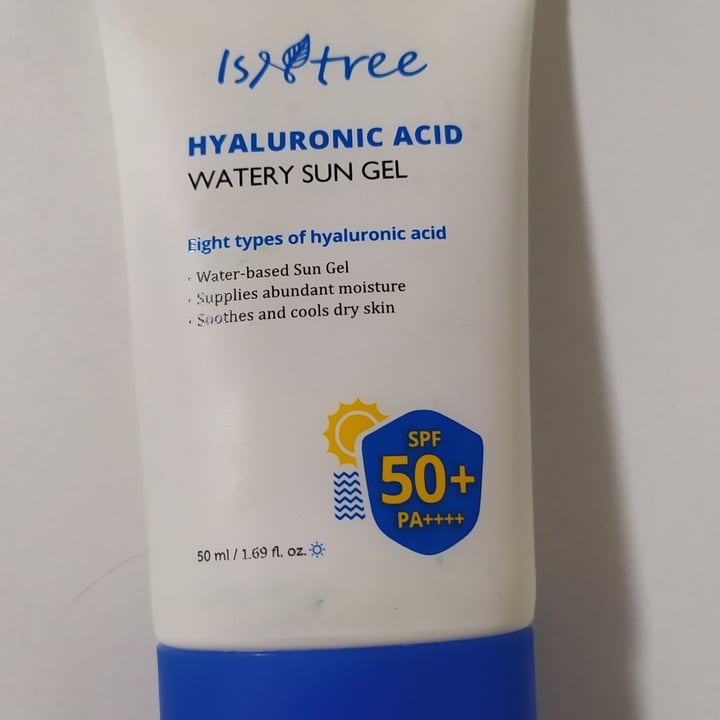 Isntree
HYALURONIC ACID
WATERY SUN GEL
Eight types of hyaluronic acid
· Water-based Sun Gel
· Supplies abundant moisture
· Soothes and cools dry skin
SPF
50+
PA++++
50 ml / 1.69 fl. oz.